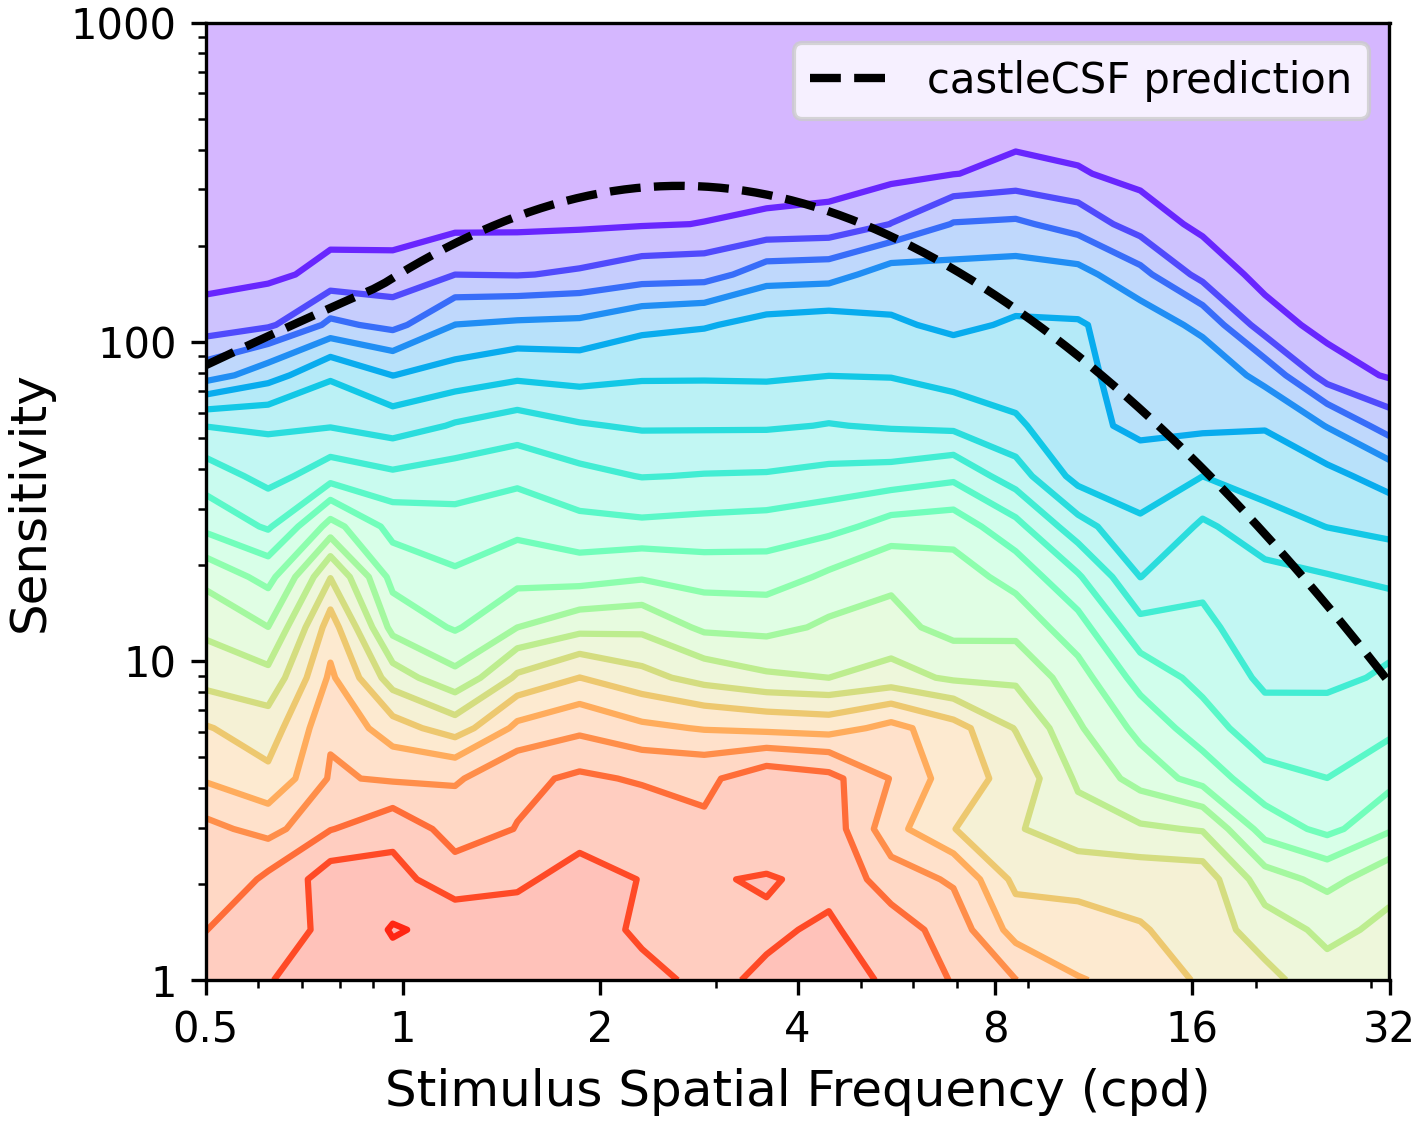 1000
100
10
1
Sensitivity
castleCSF prediction
0.5 1 2 4 8 16 32
Stimulus Spatial Frequency (cpd)